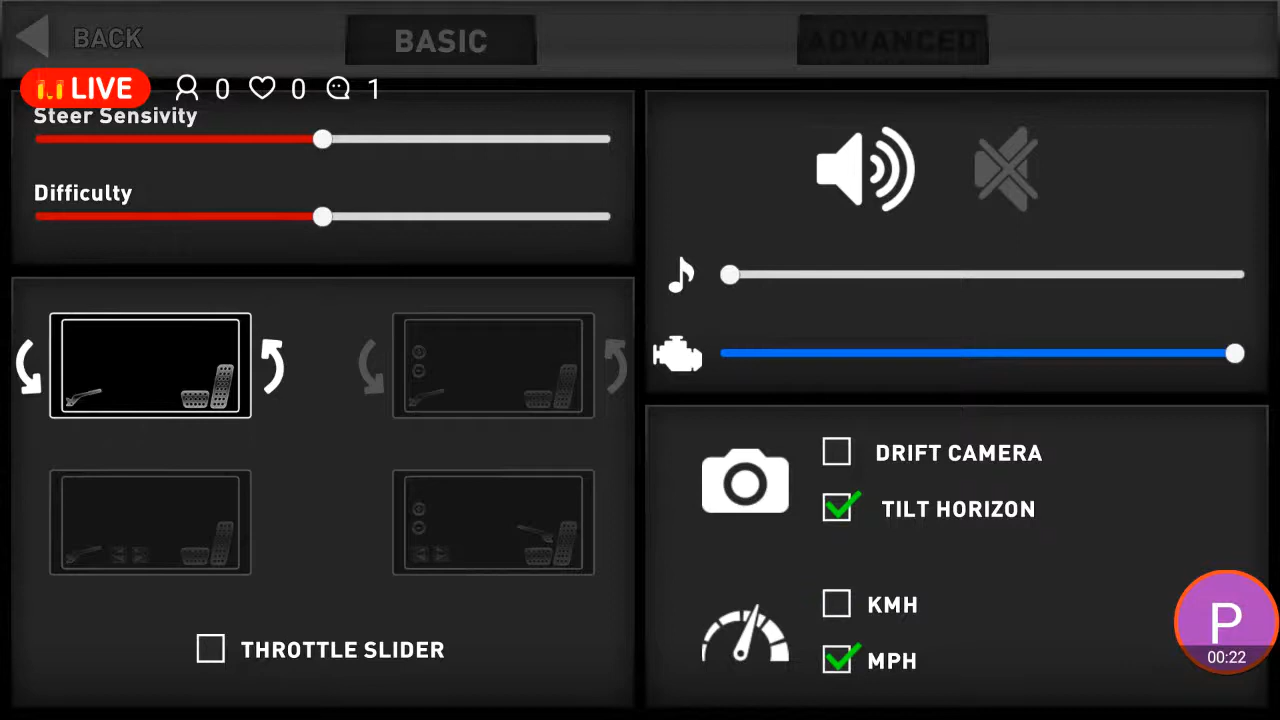 BACK
BASIC
ADVANCED
LIVE 0 0 1
Steer Sensivity
Difficulty
THROTTLE SLIDER
DRIFT CAMERA
TILT HORIZON
KMH
MPH
P
00:22